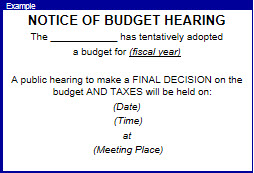 Example
NOTICE OF BUDGET HEARING
The ____________ has tentatively adopted
a budget for (fiscal year)
A public hearing to make a FINAL DECISION on the
budget AND TAXES will be held on:
(Date)
(Time)
at
(Meeting Place)